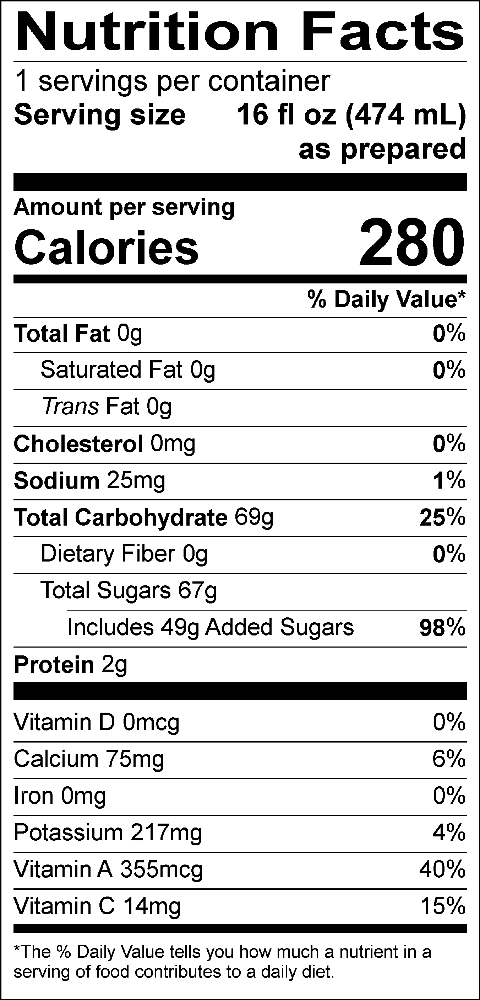 Nutrition Facts
1 servings per container
Serving size 16 fl oz (474 mL)
as prepared
Amount per serving
Calories 280
% Daily Value*
Total Fat 0g 0%
Saturated Fat 0g 0%
Trans Fat 0g
Cholesterol 0mg 0%
Sodium 25mg 1%
Total Carbohydrate 69g 25%
Dietary Fiber 0g 0%
Total Sugars 67g
Includes 49g Added Sugars 98%
Protein 2g
Vitamin D 0mcg 0%
Calcium 75mg 6%
Iron 0mg 0%
Potassium 217mg 4%
Vitamin A 355mcg 40%
Vitamin C 14mg 15%
*The % Daily Value tells you how much a nutrient in a
serving of food contributes to a daily diet.